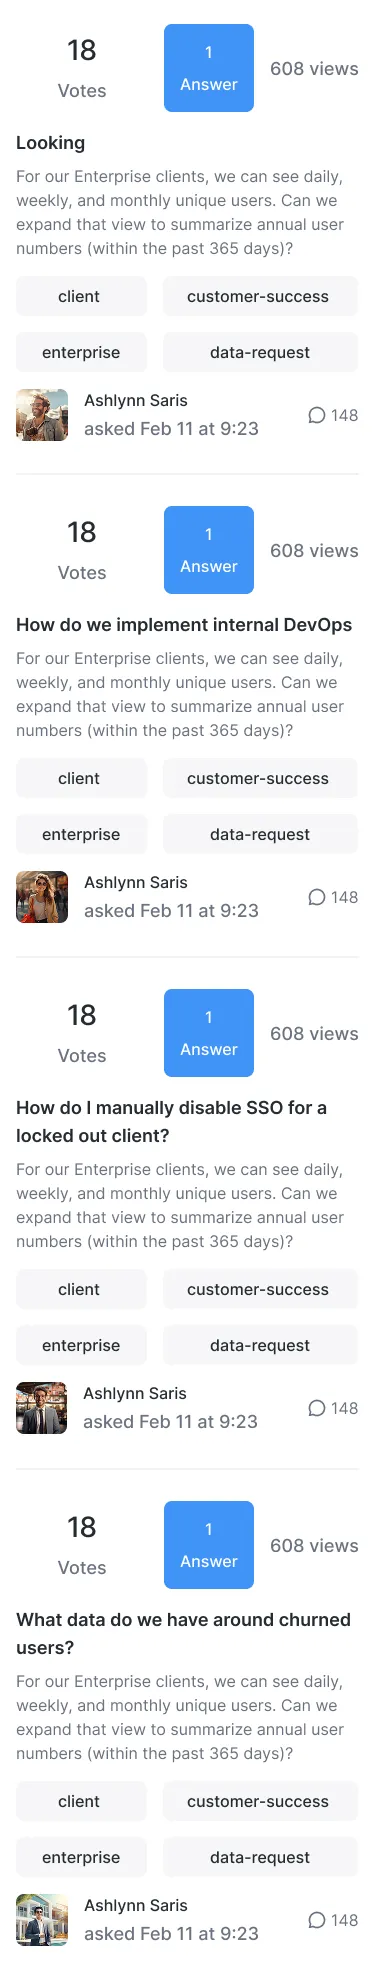 18
Votes
1
Answer
608 views
Looking
For our Enterprise clients, we can see daily,
weekly, and monthly unique users. Can we
expand that view to summarize annual user
numbers (within the past 365 days)?
client
customer-success
enterprise
data-request
Ashlynn Saris
asked Feb 11 at 9:23
148
18
Votes
1
Answer
608 views
How do we implement internal DevOps
For our Enterprise clients, we can see daily,
weekly, and monthly unique users. Can we
expand that view to summarize annual user
numbers (within the past 365 days)?
client
customer-success
enterprise
data-request
Ashlynn Saris
asked Feb 11 at 9:23
148
18
Votes
1
Answer
608 views
How do I manually disable SSO for a
locked out client?
For our Enterprise clients, we can see daily,
weekly, and monthly unique users. Can we
expand that view to summarize annual user
numbers (within the past 365 days)?
client
customer-success
enterprise
data-request
Ashlynn Saris
asked Feb 11 at 9:23
148
18
Votes
1
Answer
608 views
What data do we have around churned
users?
For our Enterprise clients, we can see daily,
weekly, and monthly unique users. Can we
expand that view to summarize annual user
numbers (within the past 365 days)?
client
customer-success
enterprise
data-request
Ashlynn Saris
asked Feb 11 at 9:23
148